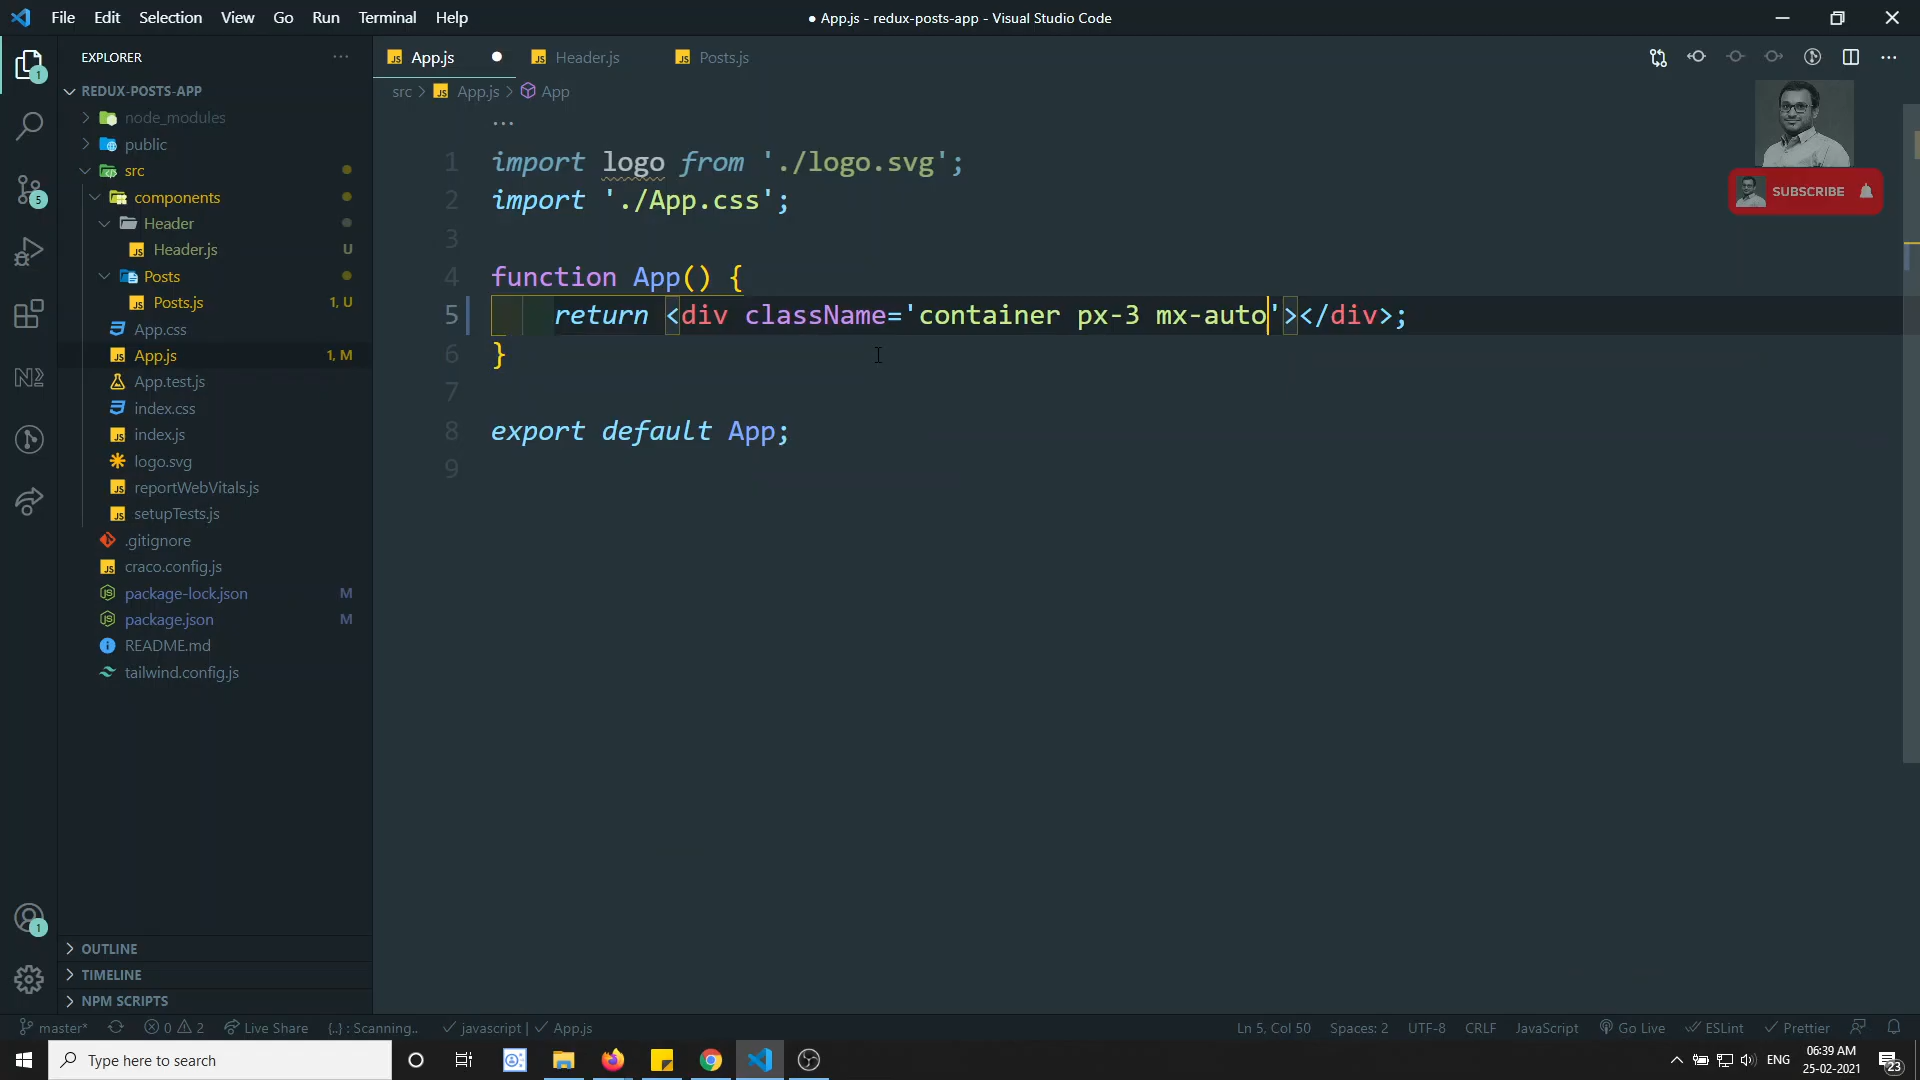 File Edit Selection View Go Run Terminal Help
● App.js - redux-posts-app - Visual Studio Code
EXPLORER
REDUX-POSTS-APP
node_modules
public
src
components
Header
Header.js U
Posts
Posts.js 1, U
App.css
App.js 1, M
App.test.js
index.css
index.js
logo.svg
reportWebVitals.js
setupTests.js
.gitignore
craco.config.js
package-lock.json M
package.json M
README.md
tailwind.config.js
OUTLINE
TIMELINE
NPM SCRIPTS
1
5
1
App.js Header.js Posts.js
src > App.js > App
...
1 import logo from './logo.svg';
2 import './App.css';
3
4 function App() {
5 return <div className='container px-3 mx-auto'></div>;
6 }
7
8 export default App;
9
SUBSCRIBE
master* 0 2 Live Share {..} : Scanning.. javascript | App.js Ln 5, Col 50 Spaces: 2 UTF-8 CRLF JavaScript Go Live ESLint Prettier
Type here to search
ENG
06:39 AM
25-02-2021
23